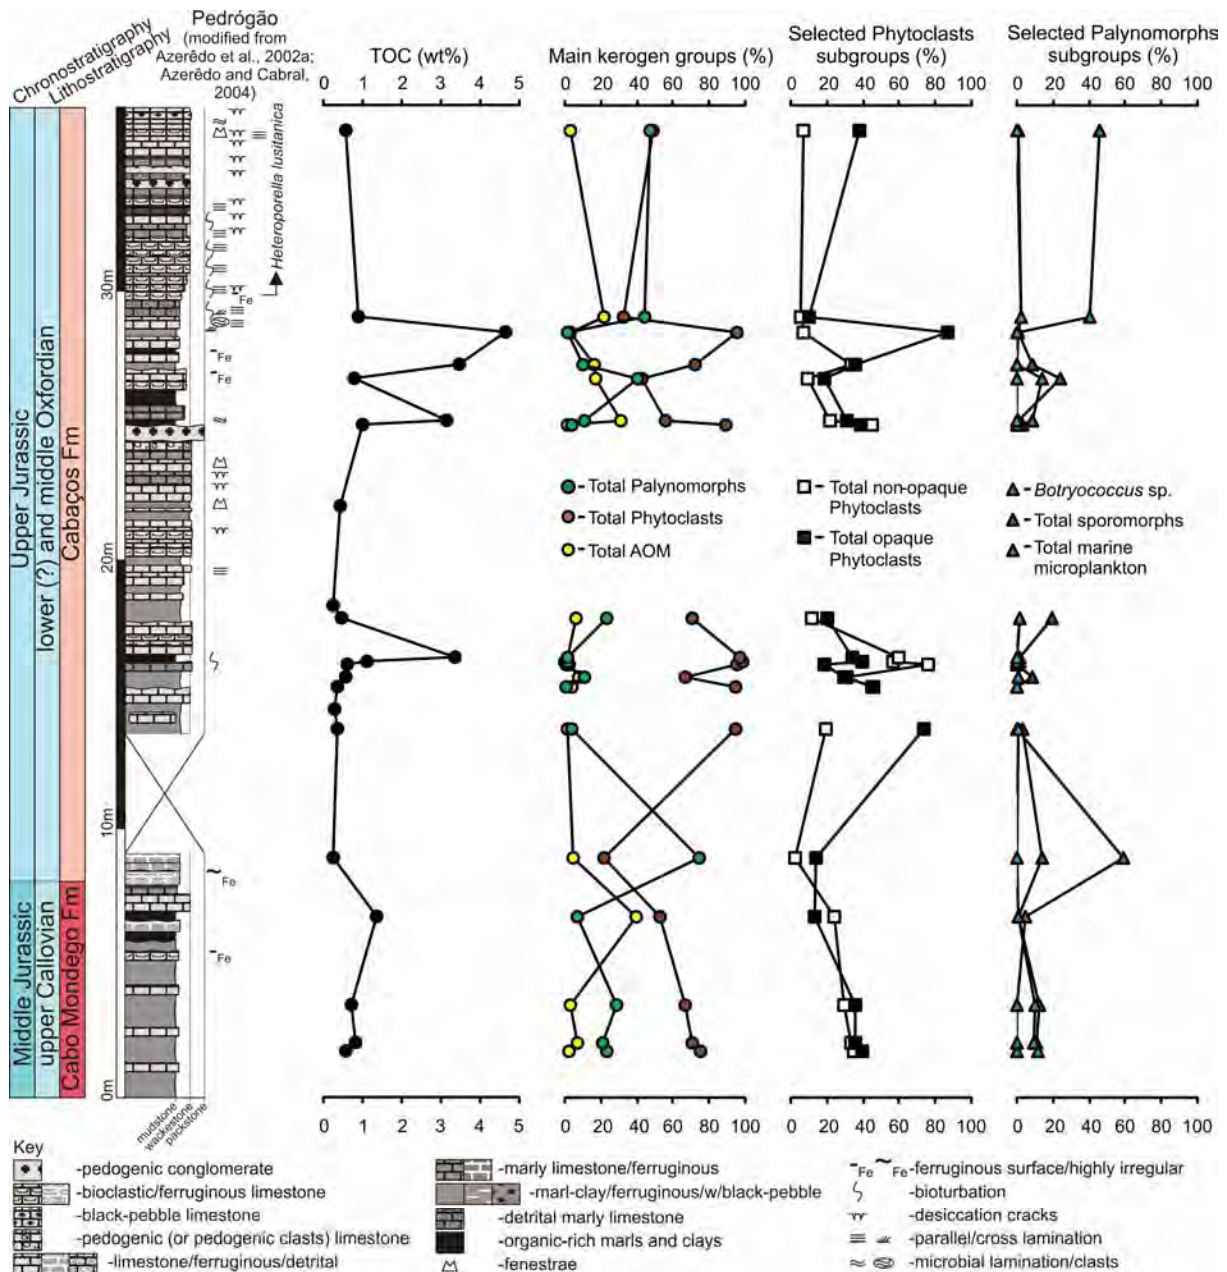 Chronostratigraphy
Lithostratigraphy
Pedrógão
(modified from
Azerêdo et al., 2002a;
Azerêdo and Cabral,
2004)
TOC (wt%)
0 1 2 3 4 5
Main kerogen groups (%)
0 20 40 60 80 100
Selected Phytoclasts
subgroups (%)
0 20 40 60 80 100
Selected Palynomorphs
subgroups (%)
0 20 40 60 80 100
Upper Jurassic
lower (?) and middle Oxfordian
Cabaços Fm
Middle Jurassic
upper Callovian
Cabo Mondego Fm
30m
20m
10m
0m
Heteroporella lusitanica
Fe
Fe
Fe
Fe
Fe
-Total Palynomorphs
-Total Phytoclasts
-Total AOM
-Total non-opaque
Phytoclasts
-Total opaque
Phytoclasts
-Botryococcus sp.
-Total sporomorphs
-Total marine
microplankton
mudstone
wackestone
packstone
0 1 2 3 4 5
0 20 40 60 80 100
0 20 40 60 80 100
0 20 40 60 80 100
Key
-pedogenic conglomerate
-bioclastic/ferruginous limestone
-black-pebble limestone
-pedogenic (or pedogenic clasts) limestone
-limestone/ferruginous/detrital
-marly limestone/ferruginous
-marl-clay/ferruginous/w/black-pebble
-detrital marly limestone
-organic-rich marls and clays
-fenestrae
Fe Fe -ferruginous surface/highly irregular
-bioturbation
-desiccation cracks
-parallel/cross lamination
-microbial lamination/clasts